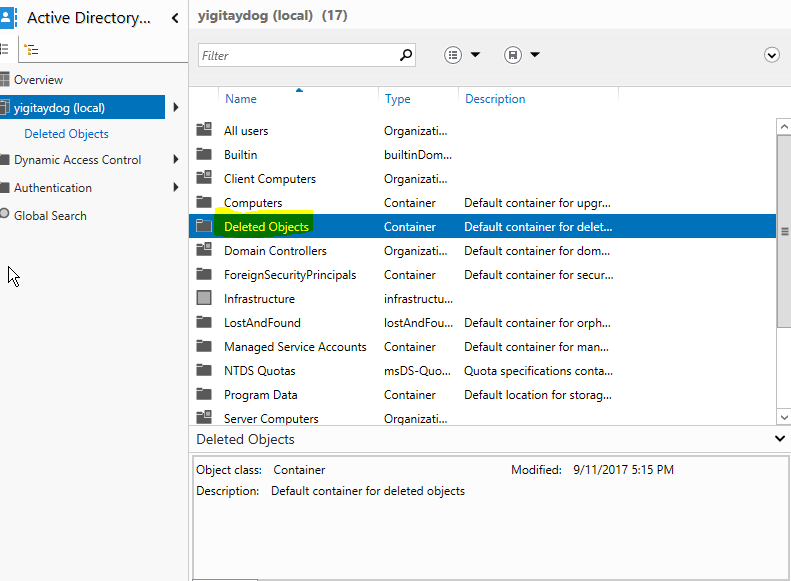 Active Directory...
Overview
yigitaydog (local)
Deleted Objects
Dynamic Access Control
Authentication
Global Search
yigitaydog (local) (17)
Filter
Name Type Description
All users Organizati...
Builtin builtinDom...
Client Computers Organizati...
Computers Container Default container for upgr...
Deleted Objects Container Default container for delet...
Domain Controllers Organizati... Default container for dom...
ForeignSecurityPrincipals Container Default container for secur...
Infrastructure infrastructu...
LostAndFound lostAndFou... Default container for orph...
Managed Service Accounts Container Default container for man...
NTDS Quotas msDS-Quo... Quota specifications conta...
Program Data Container Default location for storag...
Server Computers Organizati...
Deleted Objects
Object class: Container Modified: 9/11/2017 5:15 PM
Description: Default container for deleted objects